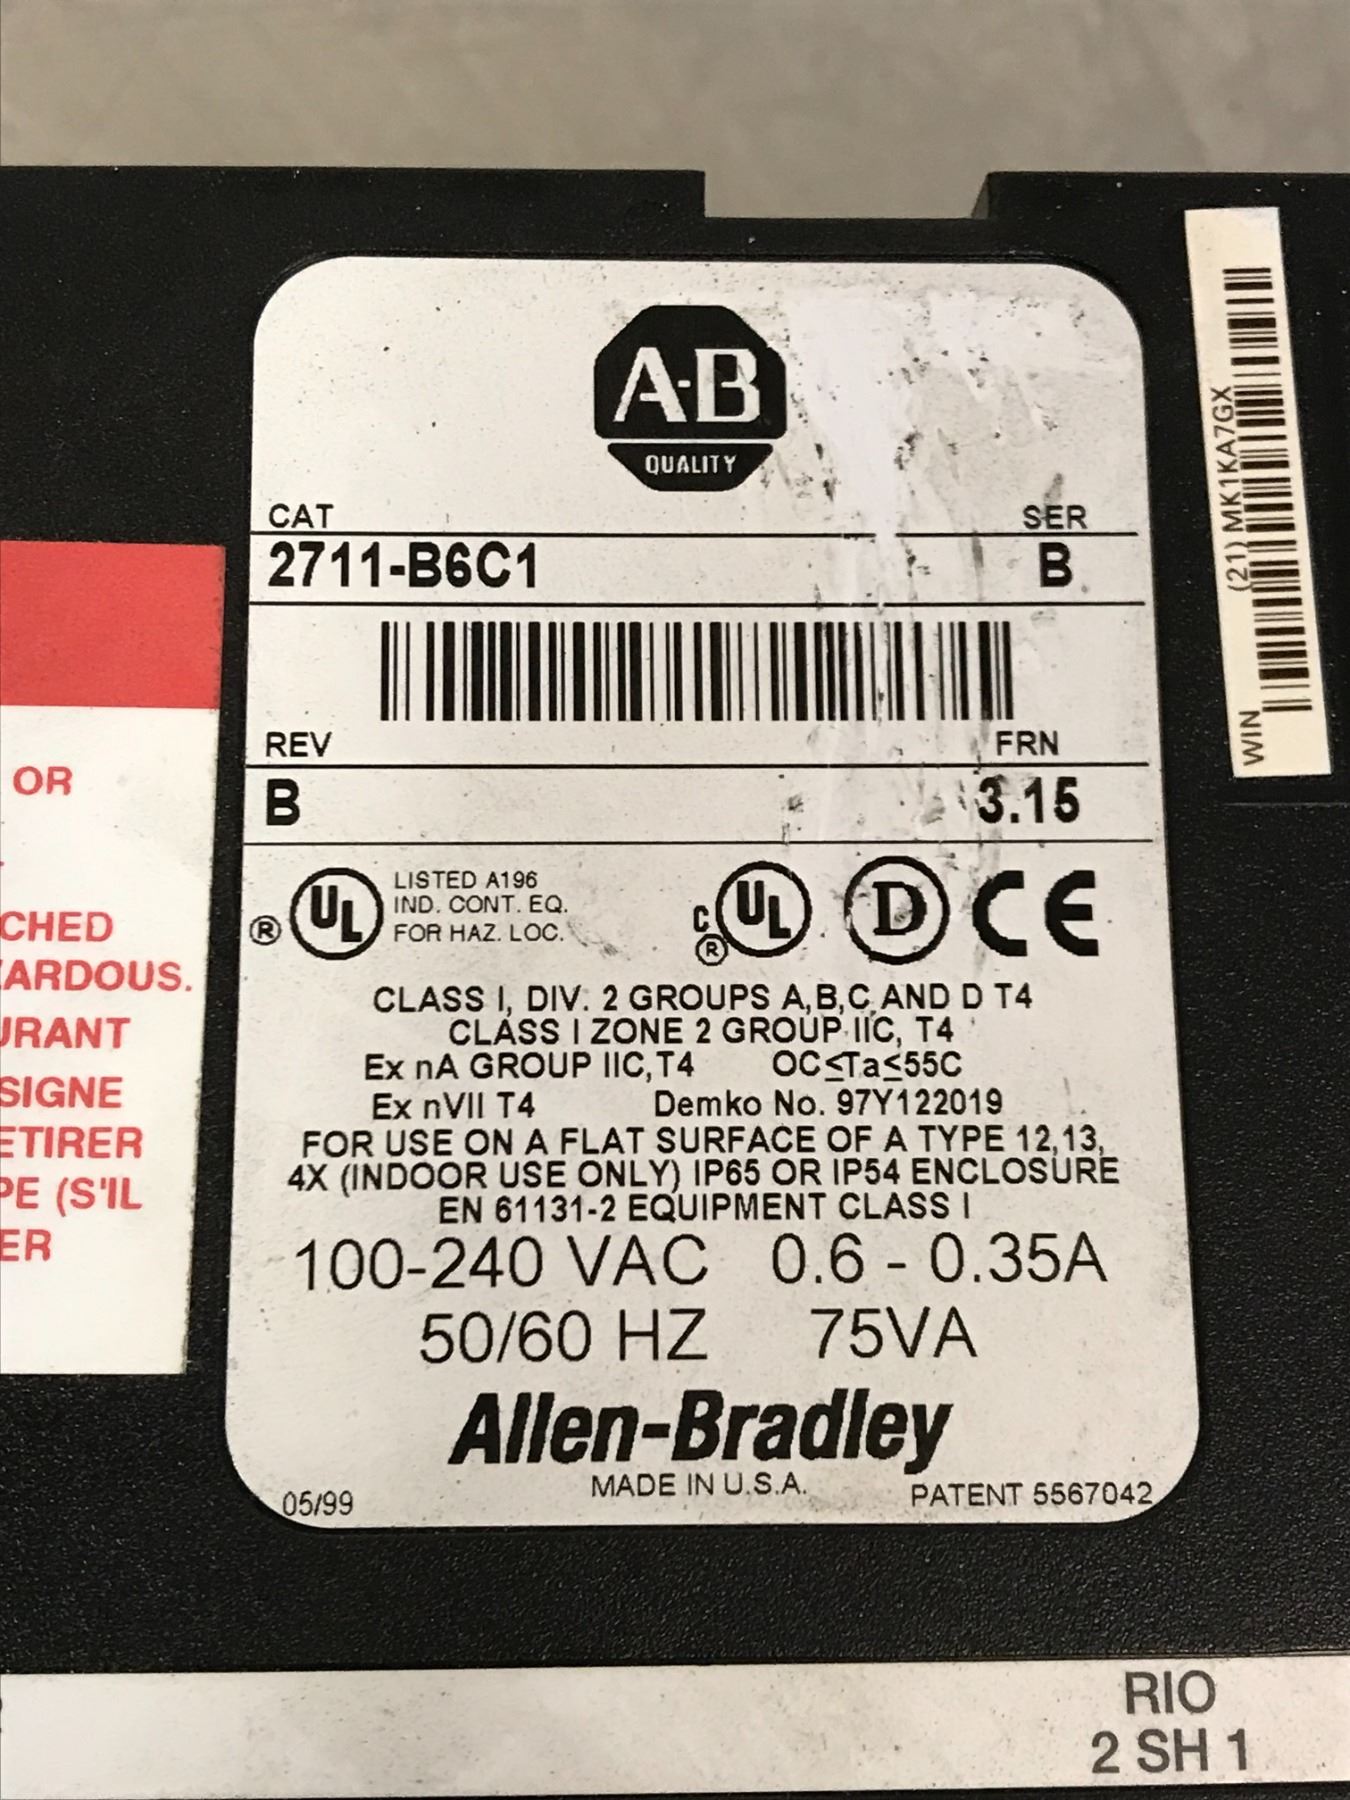 A-B
QUALITY
CAT
SER
2711-B6C1
B
REV
FRN
B
3.15
® UL
LISTED A196
IND. CONT. EQ.
FOR HAZ. LOC.
C UL ®
D
CE
CLASS I, DIV. 2 GROUPS A,B,C AND D T4
CLASS I ZONE 2 GROUP IIC, T4
Ex nA GROUP IIC,T4 OC≤Ta≤55C
Ex nVII T4 Demko No. 97Y122019
FOR USE ON A FLAT SURFACE OF A TYPE 12,13,
4X (INDOOR USE ONLY) IP65 OR IP54 ENCLOSURE
EN 61131-2 EQUIPMENT CLASS I
100-240 VAC 0.6 - 0.35A
50/60 HZ 75VA
Allen-Bradley
MADE IN U.S.A.
05/99
PATENT 5567042
WIN
(21) MK1KA7GX
OR
CHED
ARDOUS.
URANT
SIGNE
ETIRER
PE (S'IL
ER
RIO
2 SH 1